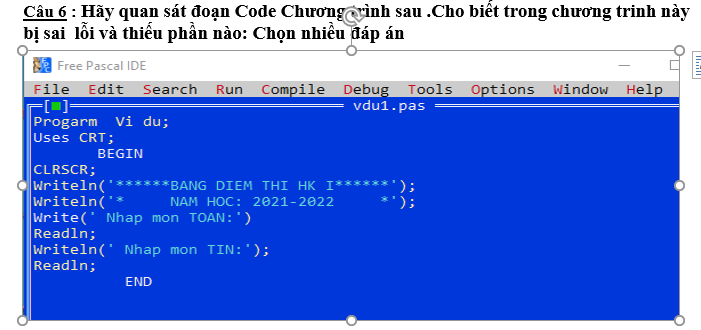 Câu 6 : Hãy quan sát đoạn Code Chương trình sau .Cho biết trong chương trinh này
bị sai lỗi và thiếu phần nào: Chọn nhiều đáp án
Free Pascal IDE
File Edit Search Run Compile Debug Tools Options Window Help
[■] vdu1.pas
Progarm Vi du;
Uses CRT;
BEGIN
CLRSCR;
Writeln('******BANG DIEM THI HK I******');
Writeln('* NAM HOC: 2021-2022 *');
Write(' Nhap mon TOAN:')
Readln;
Writeln(' Nhap mon TIN:');
Readln;
END